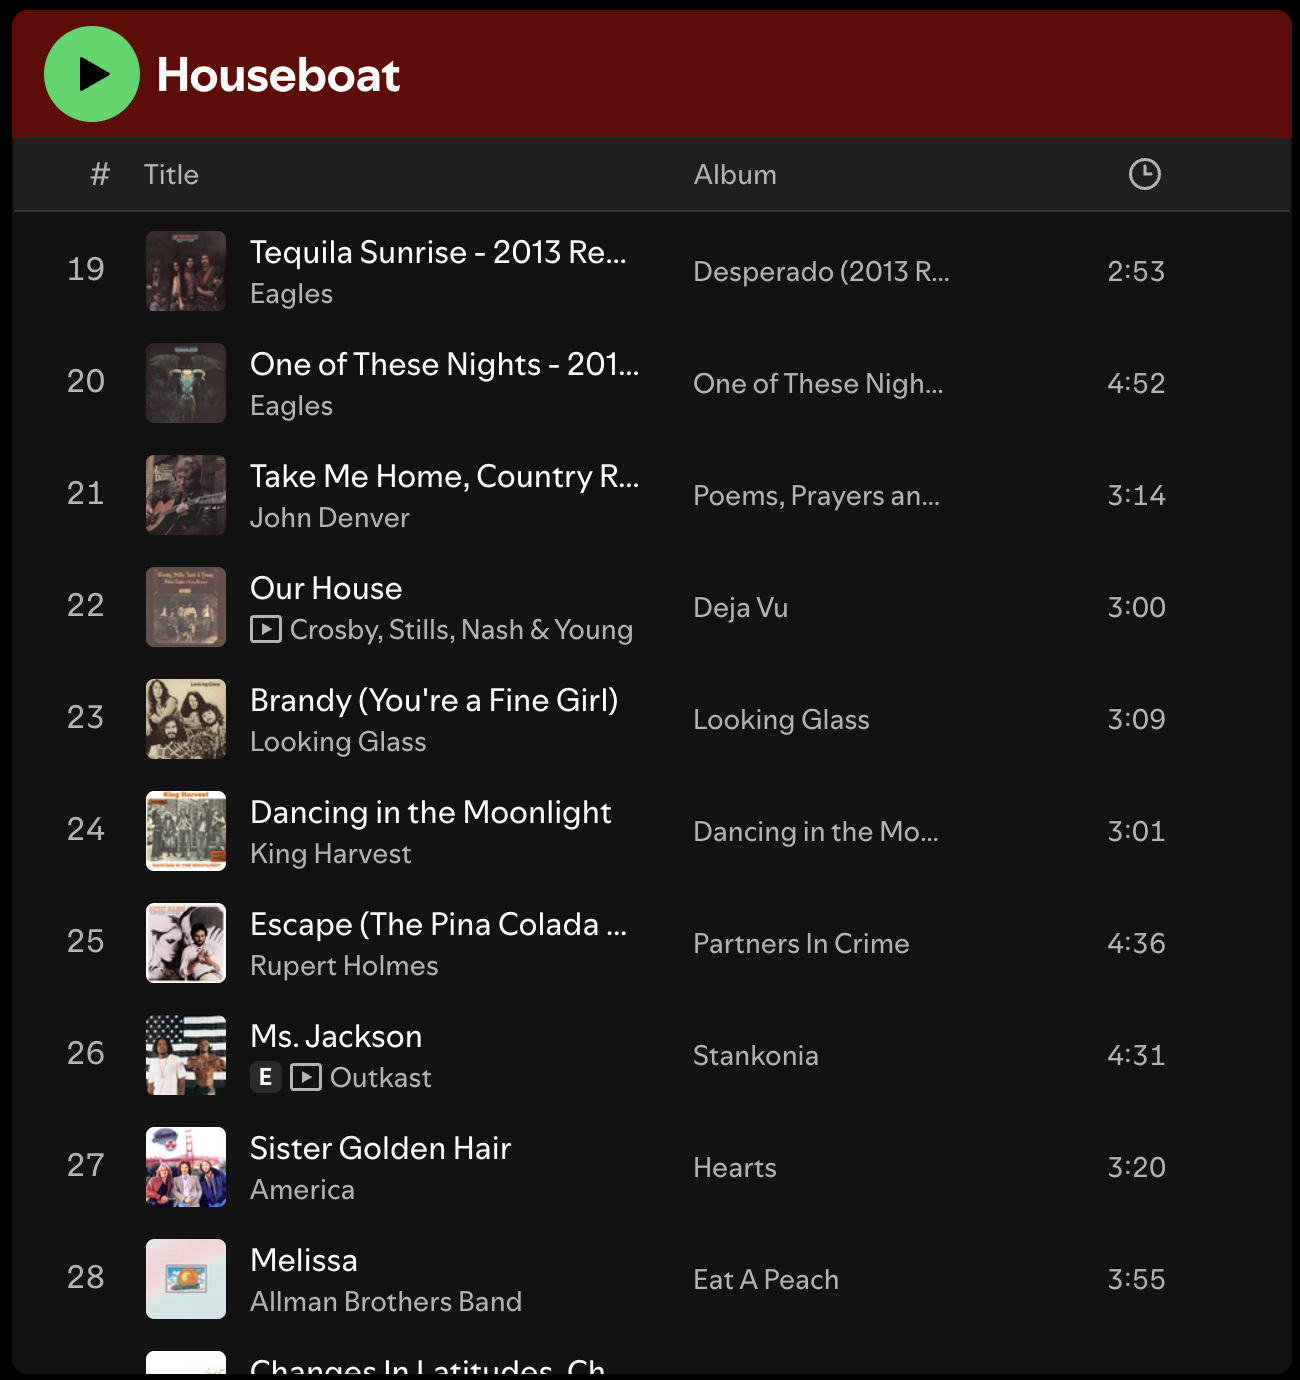 Houseboat
# Title Album
19 Tequila Sunrise - 2013 Re... Desperado (2013 R... 2:53
Eagles
20 One of These Nights - 201... One of These Nigh... 4:52
Eagles
21 Take Me Home, Country R... Poems, Prayers an... 3:14
John Denver
22 Our House Deja Vu 3:00
Crosby, Stills, Nash & Young
23 Brandy (You're a Fine Girl) Looking Glass 3:09
Looking Glass
24 Dancing in the Moonlight Dancing in the Mo... 3:01
King Harvest
25 Escape (The Pina Colada ... Partners In Crime 4:36
Rupert Holmes
26 Ms. Jackson Stankonia 4:31
E Outkast
27 Sister Golden Hair Hearts 3:20
America
28 Melissa Eat A Peach 3:55
Allman Brothers Band
Changes In Latitudes, Ch